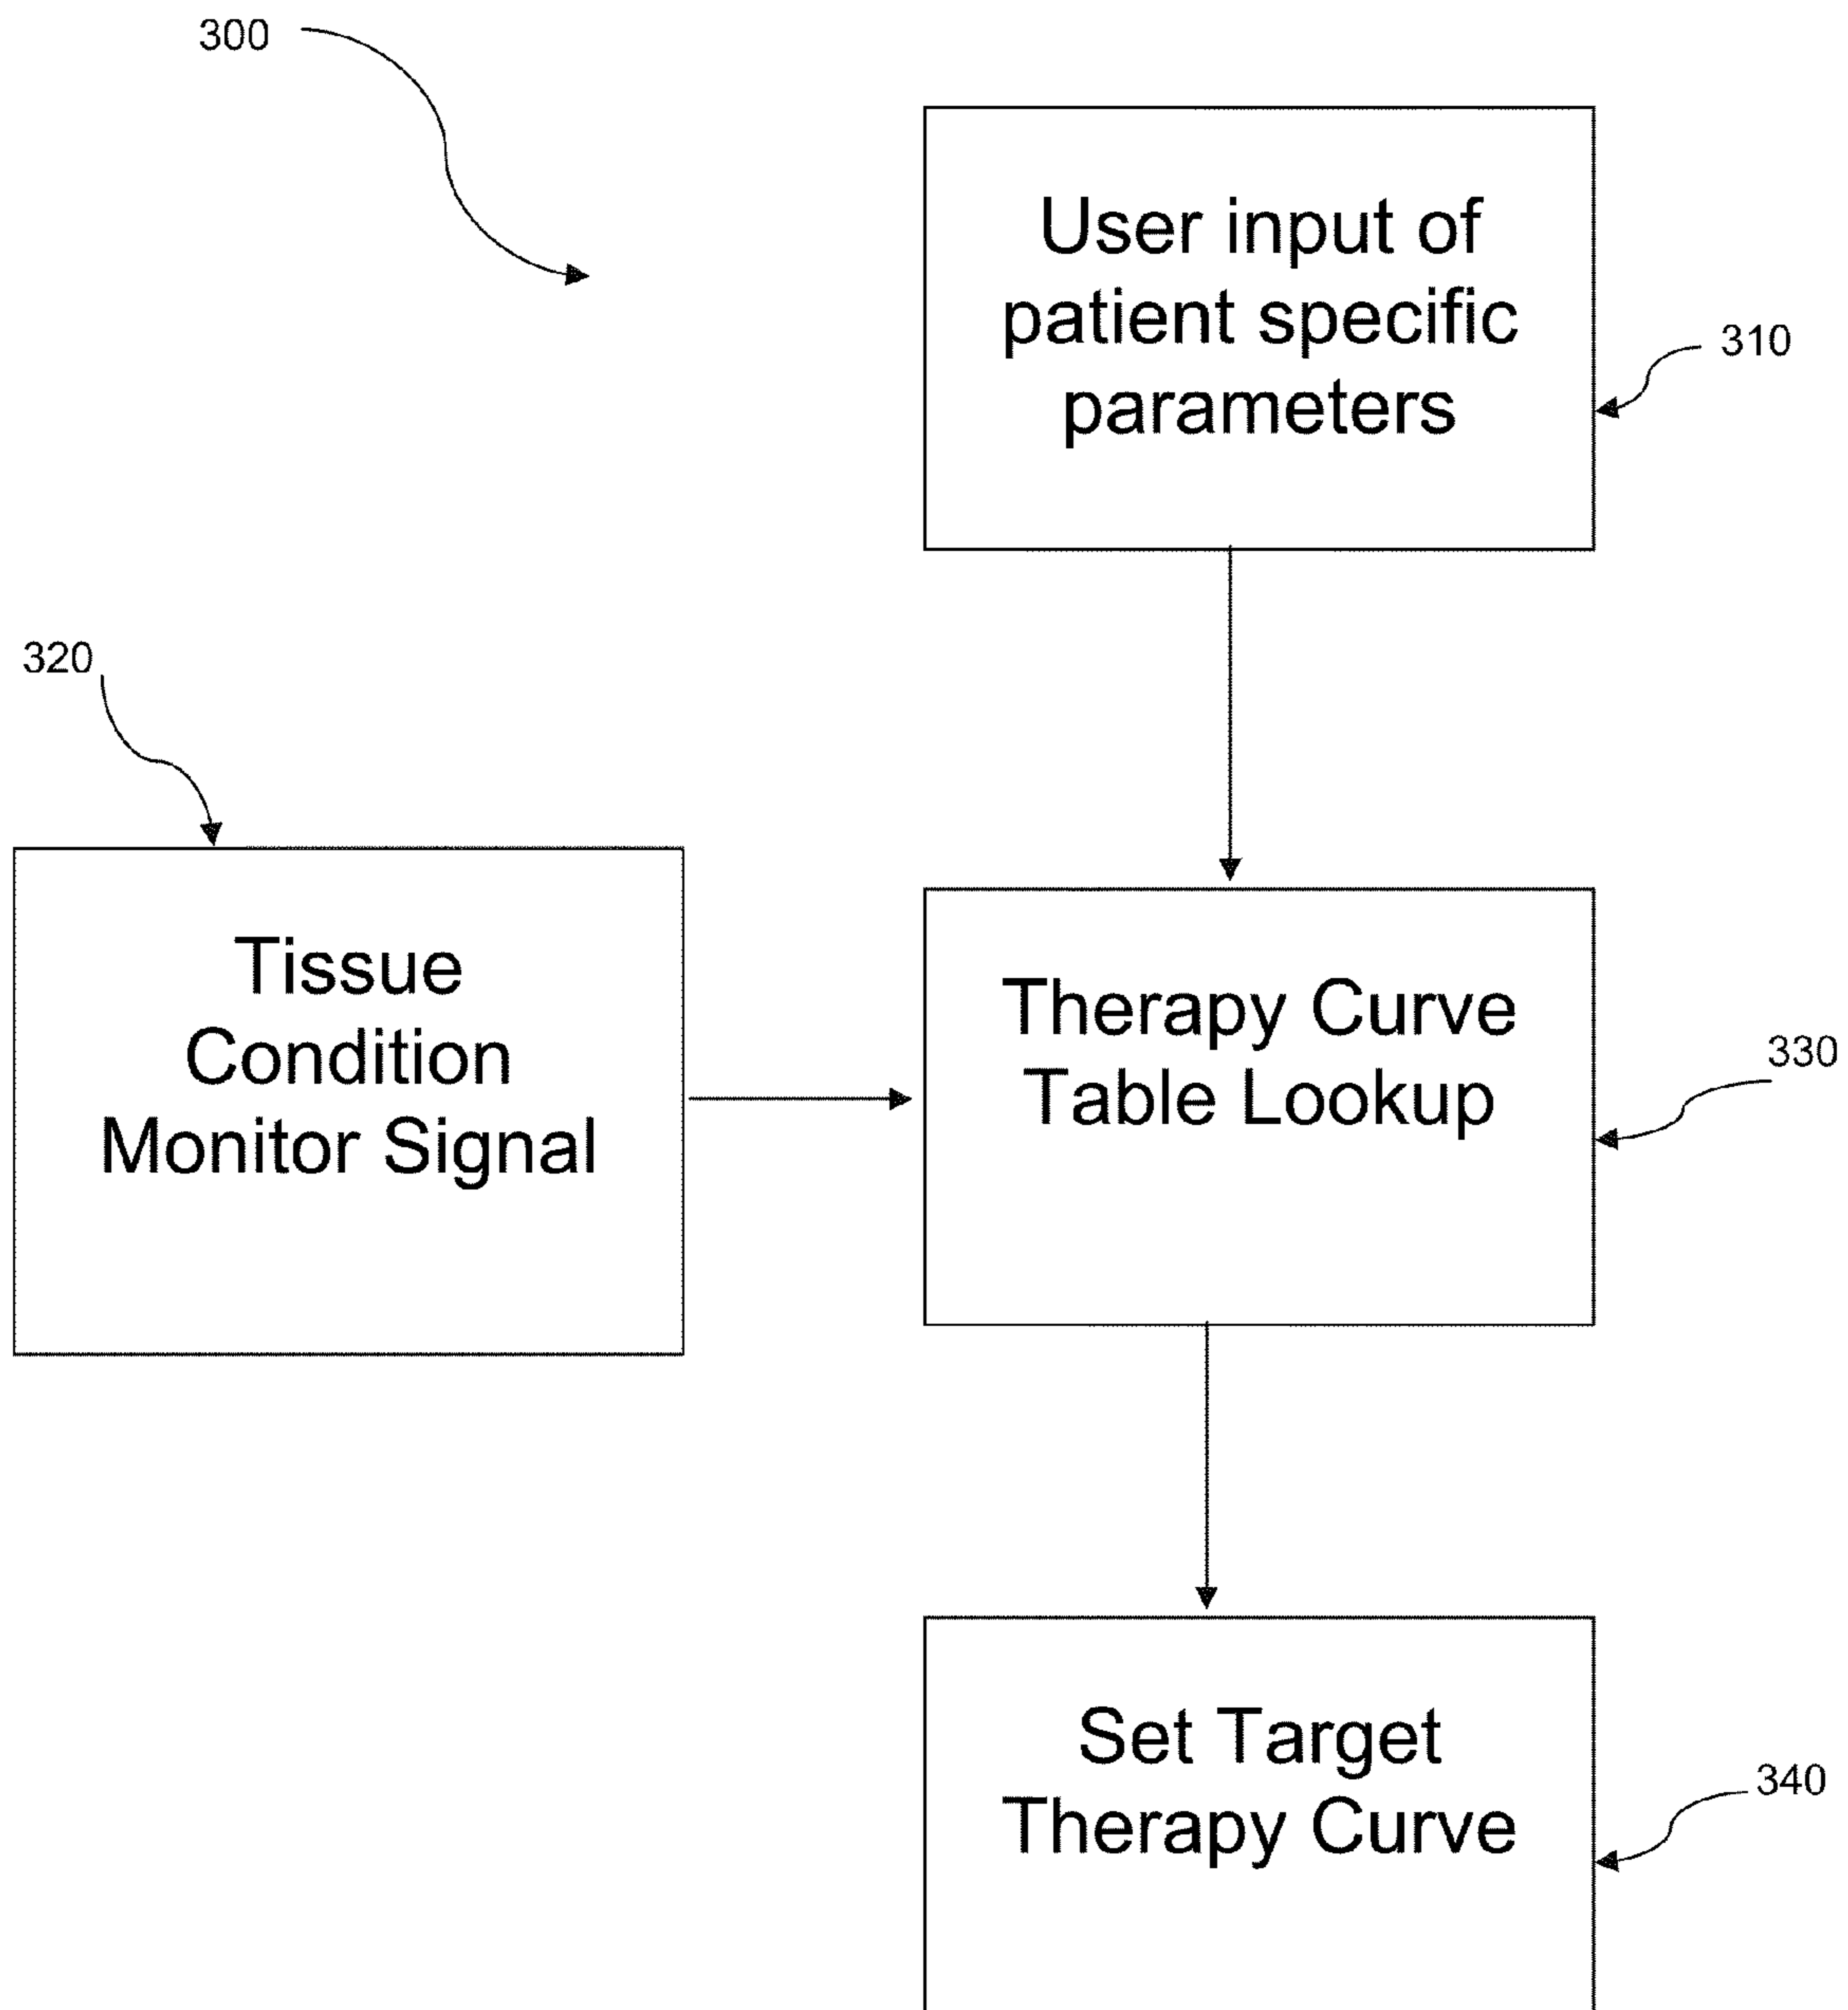 300
User input of
patient specific
parameters
310
320
Tissue
Condition
Monitor Signal
Therapy Curve
Table Lookup
330
Set Target
Therapy Curve
340